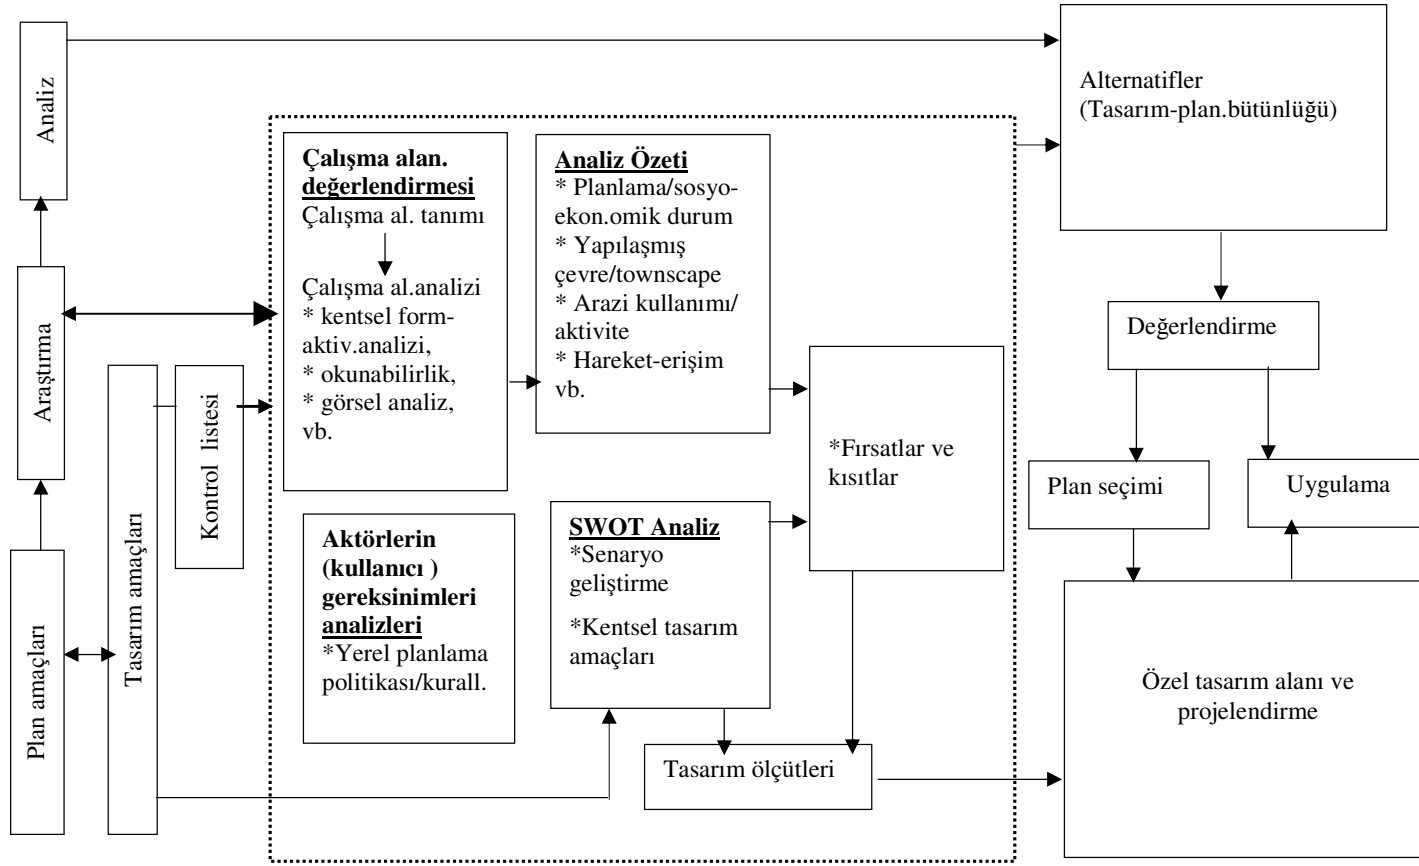 Analiz
Araştırma
Plan amaçları
Tasarım amaçları
Kontrol listesi
Çalışma alan.
değerlendirmesi
Çalışma al. tanımı
Çalışma al.analizi
* kentsel form-
aktiv.analizi,
* okunabilirlik,
* görsel analiz,
vb.
Aktörlerin
(kullanıcı )
gereksinimleri
analizleri
*Yerel planlama
politikası/kurall.
Analiz Özeti
* Planlama/sosyo-
ekon.omik durum
* Yapılaşmış
çevre/townscape
* Arazi kullanımı/
aktivite
* Hareket-erişim
vb.
SWOT Analiz
*Senaryo
geliştirme
*Kentsel tasarım
amaçları
*Fırsatlar ve
kısıtlar
Tasarım ölçütleri
Alternatifler
(Tasarım-plan.bütünlüğü)
Değerlendirme
Plan seçimi
Uygulama
Özel tasarım alanı ve
projelendirme